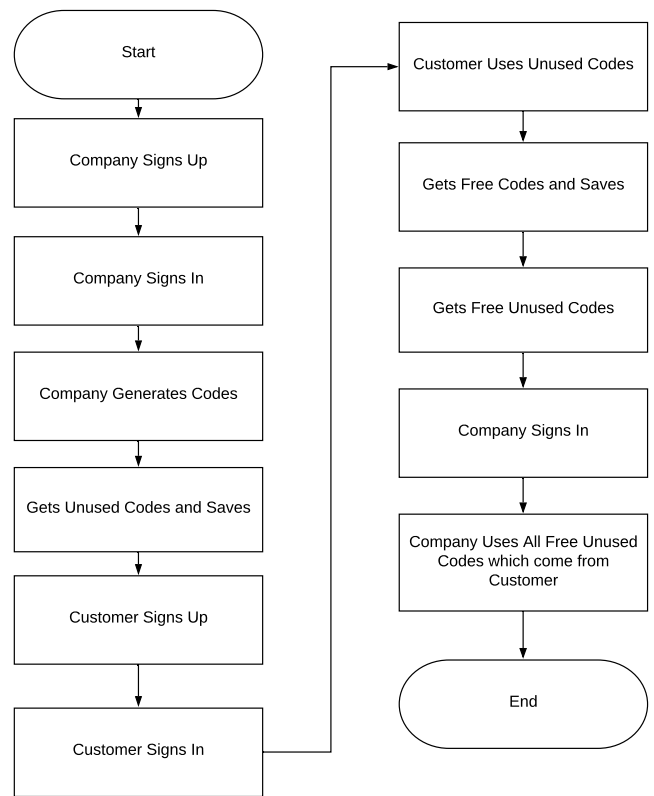 Start
Company Signs Up
Company Signs In
Company Generates Codes
Gets Unused Codes and Saves
Customer Signs Up
Customer Signs In
Customer Uses Unused Codes
Gets Free Codes and Saves
Gets Free Unused Codes
Company Signs In
Company Uses All Free Unused
Codes which come from
Customer
End